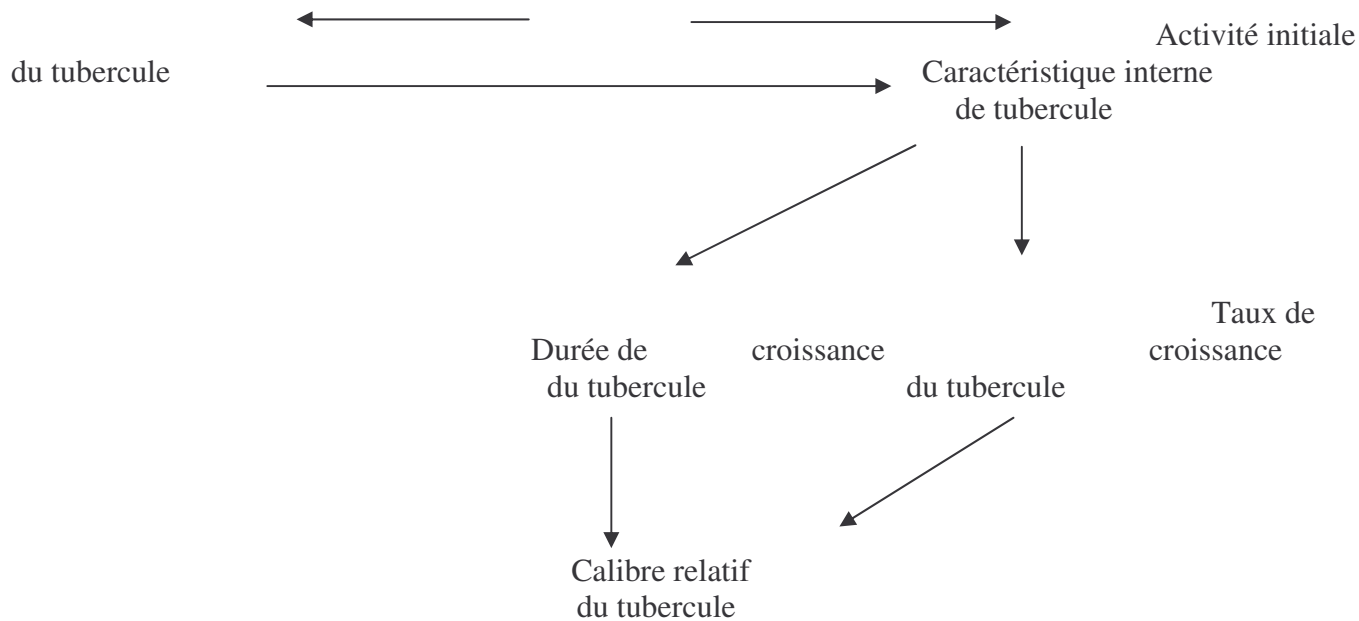 Activité initiale
du tubercule
Caractéristique interne
de tubercule
Taux de
Durée de croissance croissance
du tubercule du tubercule
Calibre relatif
du tubercule